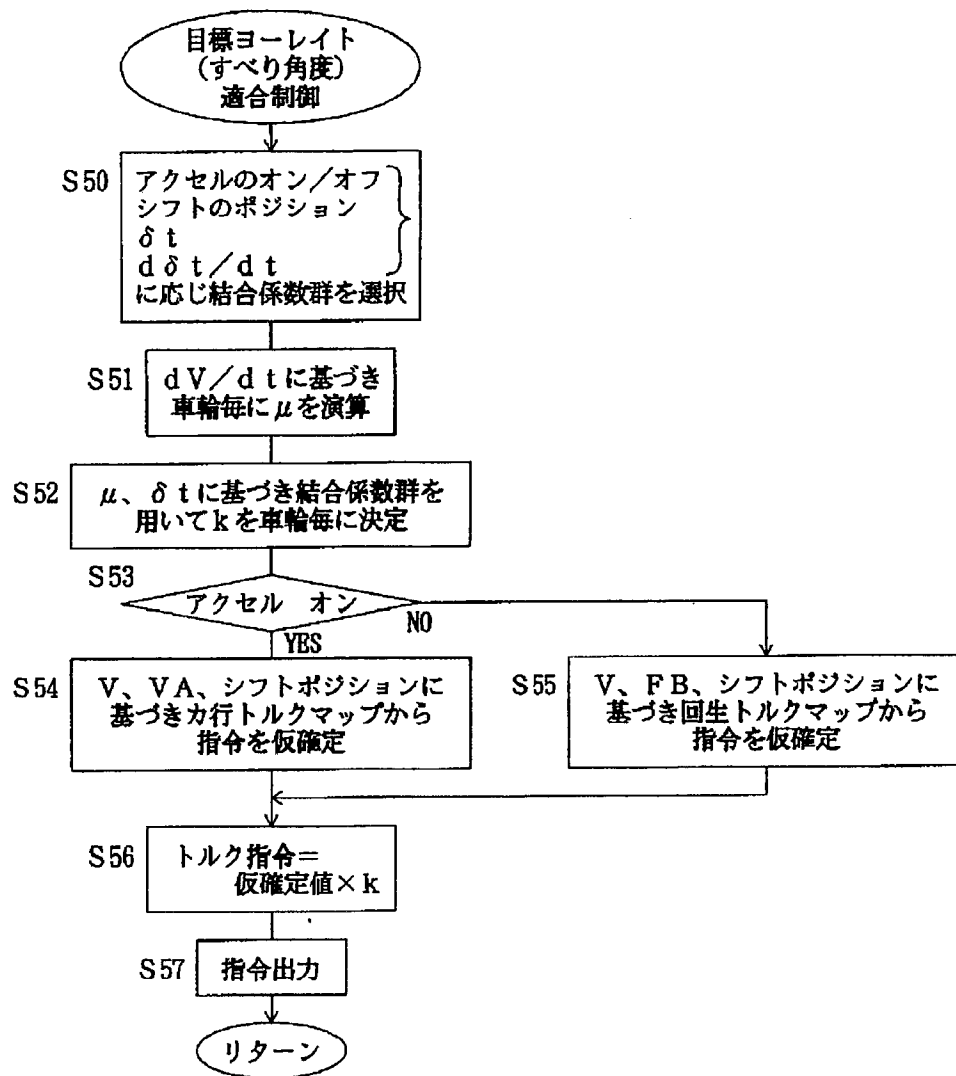 目標ヨーレイト
(すべり角度)
適合制御
S50
アクセルのオン/オフ
シフトのポジション
δt
dδt/dt
に応じ結合係数群を選択
S51
dV/dtに基づき
車輪毎にμを演算
S52
μ、δtに基づき結合係数群を
用いてkを車輪毎に決定
S53
アクセル オン
NO
YES
S54
V、VA、シフトポジションに
基づき力行トルクマップから
指令を仮確定
S55
V、FB、シフトポジションに
基づき回生トルクマップから
指令を仮確定
S56
トルク指令=
仮確定値×k
S57
指令出力
リターン